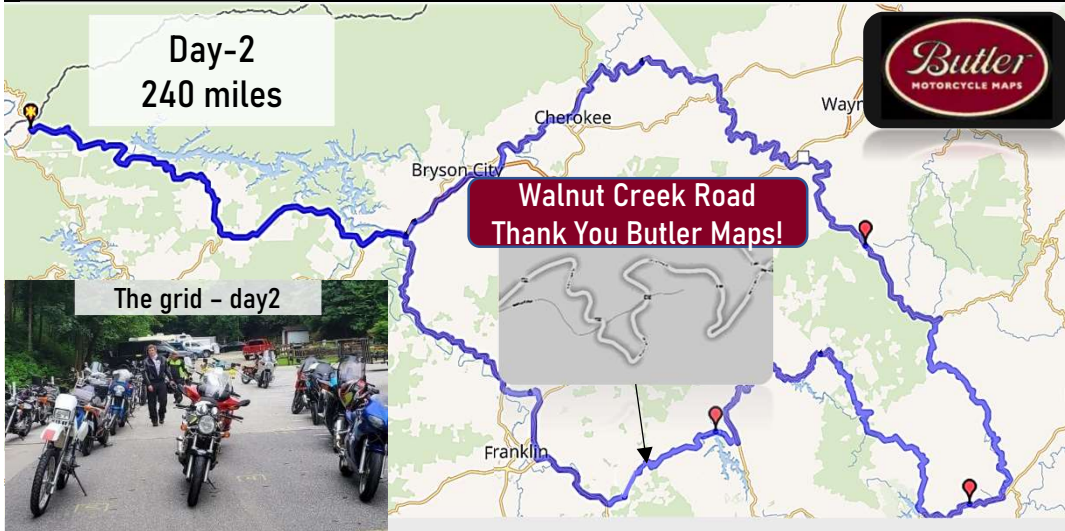 Day-2
240 miles
Butler
MOTORCYCLE MAPS
Cherokee
Wayn
Bryson City
Walnut Creek Road
Thank You Butler Maps!
The grid – day2
Franklin